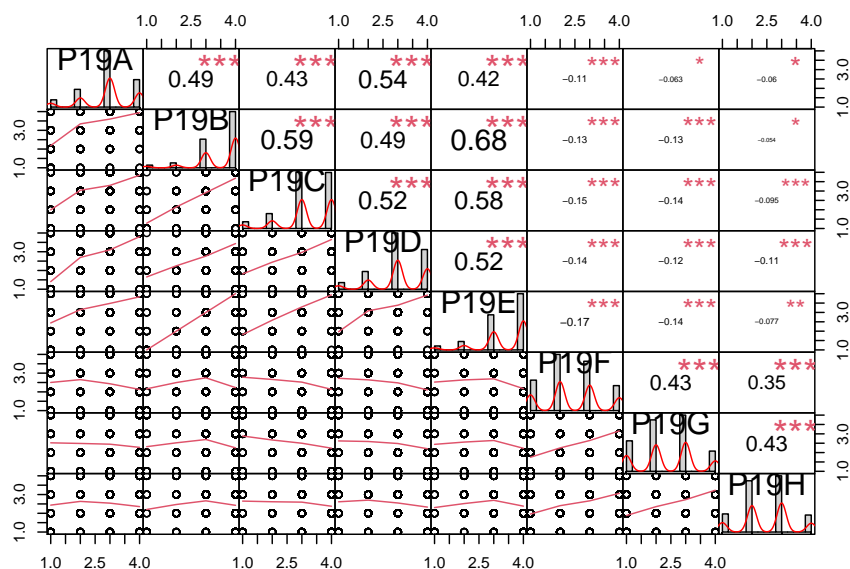 1.0 2.5 4.0 1.0 2.5 4.0 1.0 2.5 4.0 1.0 2.5 4.0
P19A 0.49 *** 0.43 *** 0.54 *** 0.42 *** −0.11 *** −0.063 * −0.06 * 1.0 3.0
1.0 3.0 P19B 0.59 *** 0.49 *** 0.68 *** −0.13 *** −0.13 *** −0.054 *
P19C 0.52 *** 0.58 *** −0.15 *** −0.14 *** −0.095 *** 1.0 3.0
1.0 3.0 P19D 0.52 *** −0.14 *** −0.12 *** −0.11 ***
P19E −0.17 *** −0.14 *** −0.077 ** 1.0 3.0
1.0 3.0 P19F 0.43 *** 0.35 ***
P19G 0.43 *** 1.0 3.0
1.0 3.0 P19H
1.0 2.5 4.0 1.0 2.5 4.0 1.0 2.5 4.0 1.0 2.5 4.0